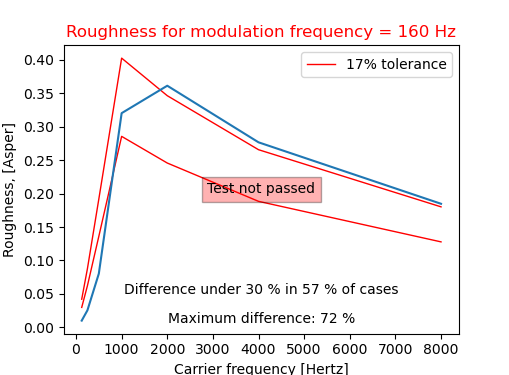 Roughness for modulation frequency = 160 Hz
17% tolerance
Roughness, [Asper]
0.40
0.35
0.30
0.25
0.20
0.15
0.10
0.05
0.00
Test not passed
Difference under 30 % in 57 % of cases
Maximum difference: 72 %
0 1000 2000 3000 4000 5000 6000 7000 8000
Carrier frequency [Hertz]